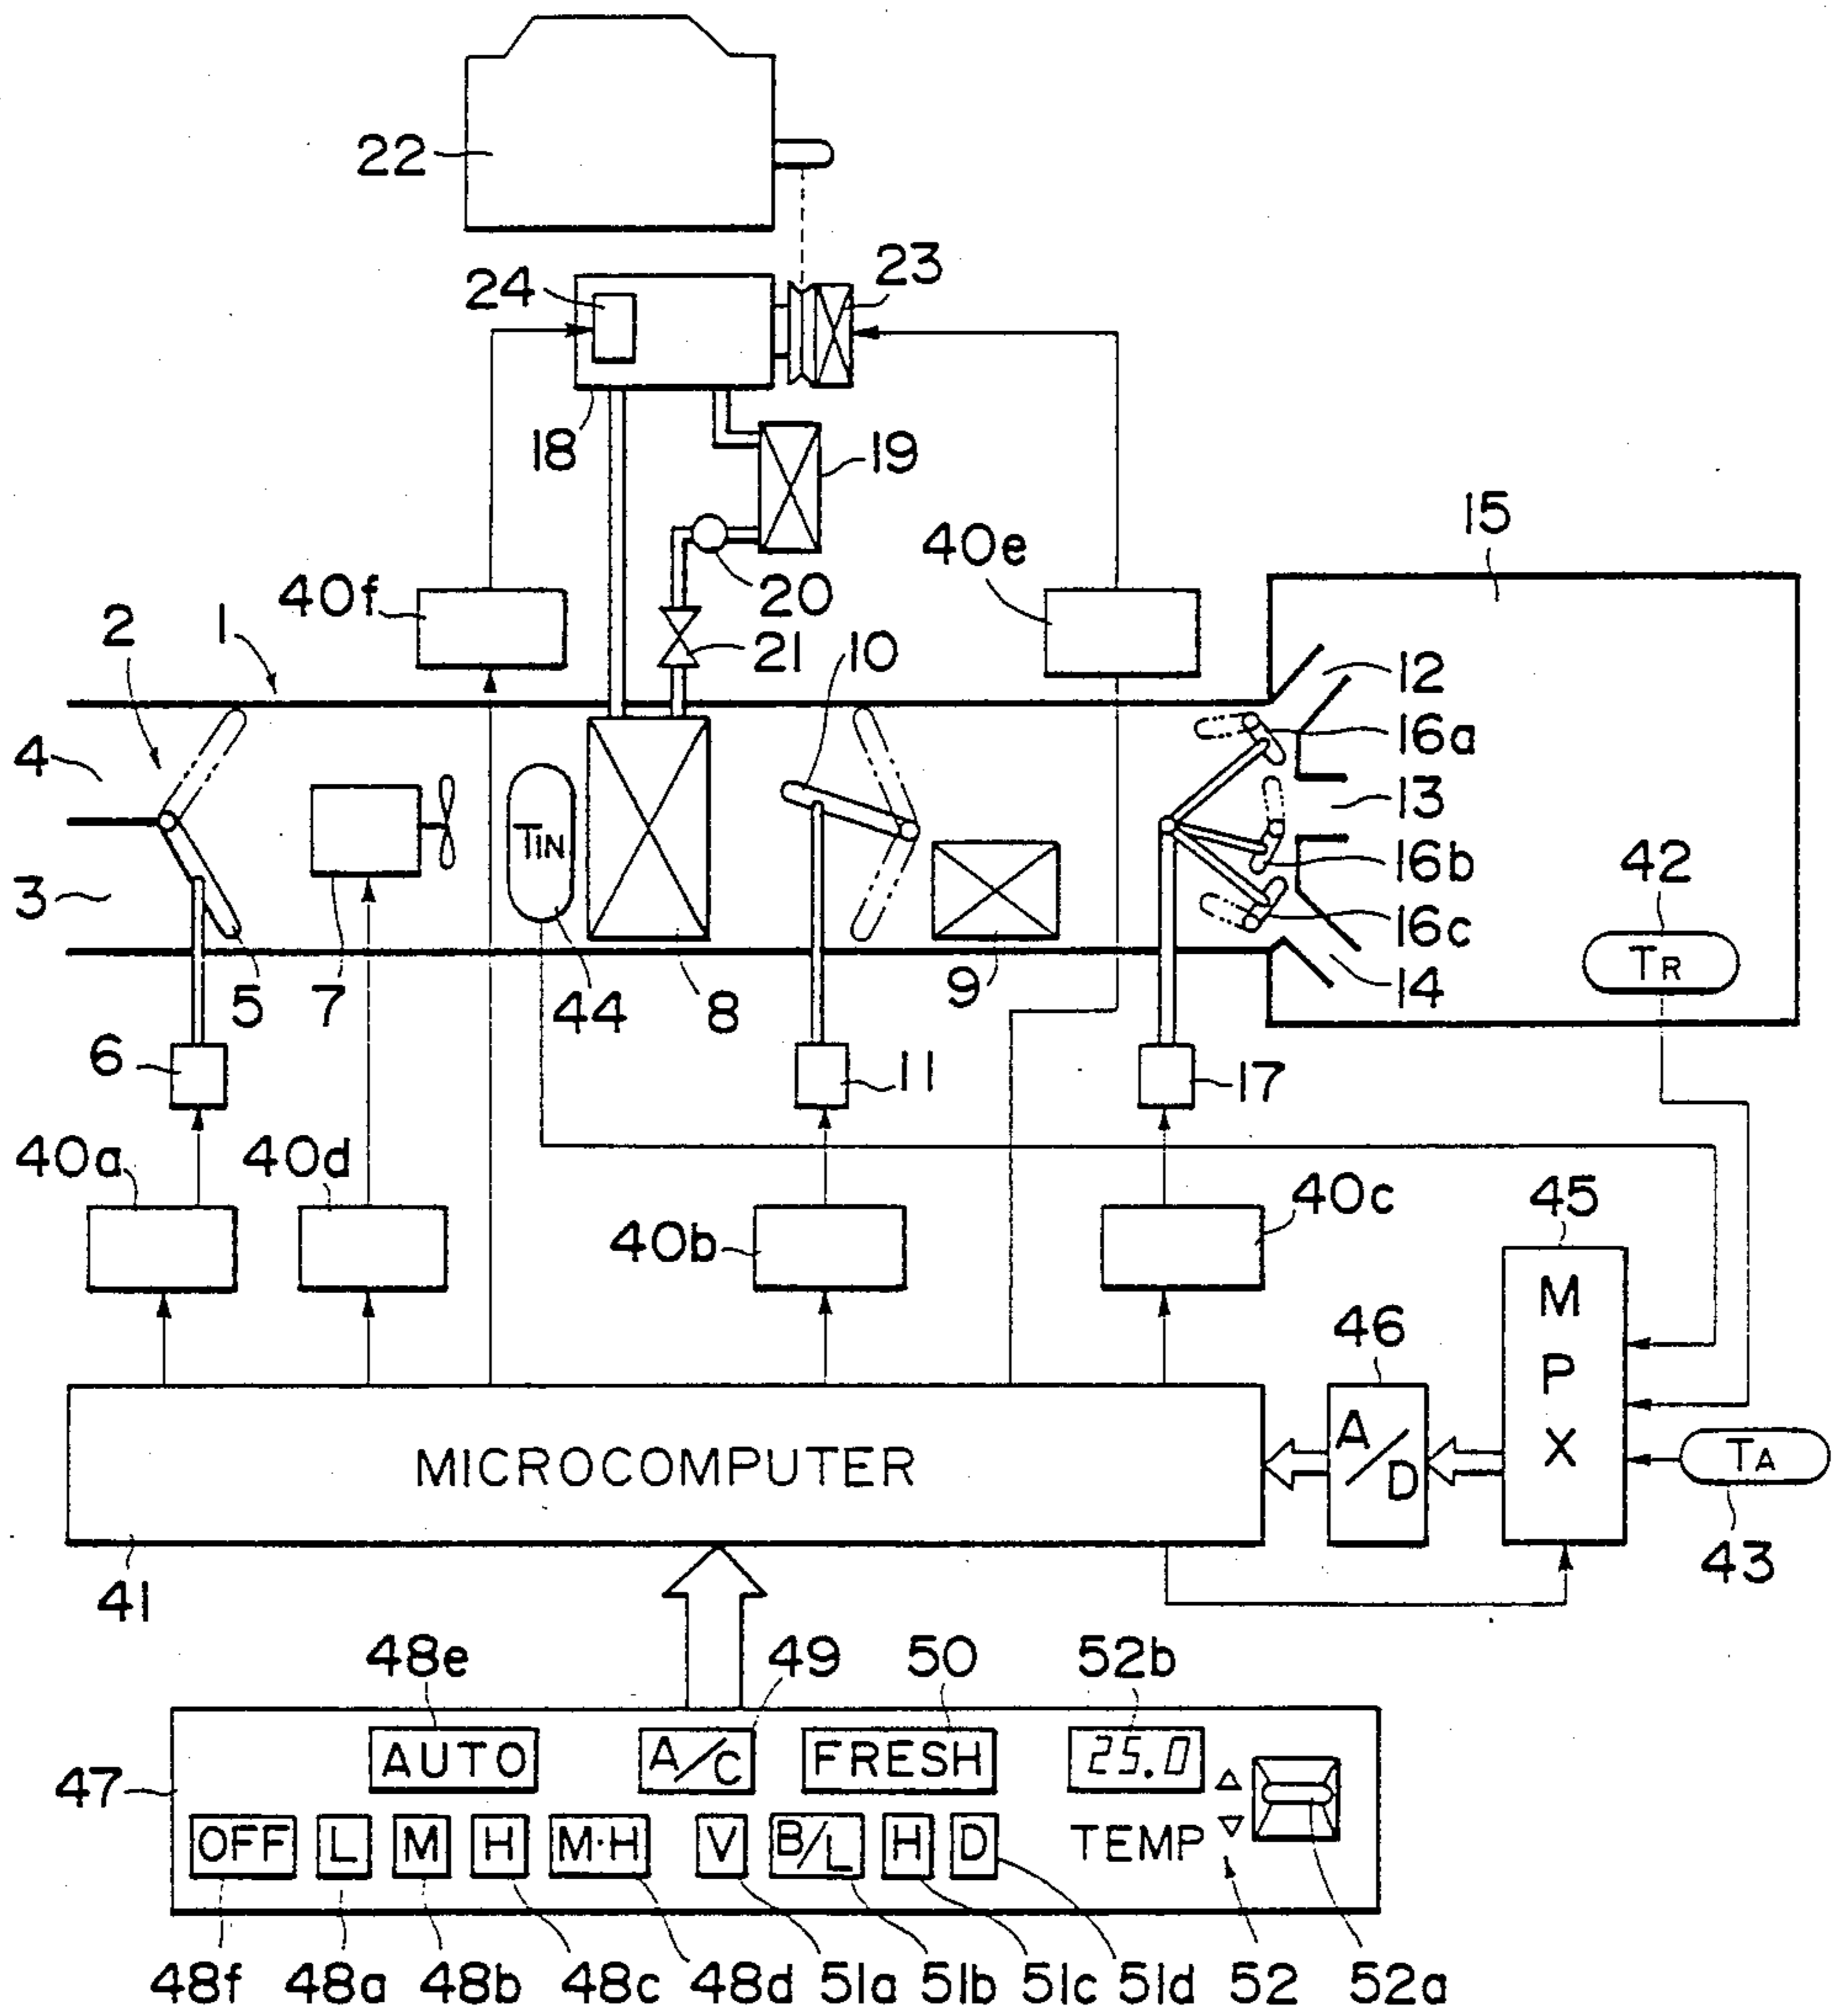 22
24
23
18
19
20
21
15
40e
40f
2
1
10
12
16a
4
13
TIN
16b
42
3
16c
TR
5
7
44
8
9
14
6
11
17
40a
40d
40b
40c
45
M
P
X
46
A/D
MICROCOMPUTER
TA
43
41
48e
49
50
52b
AUTO
A/C
FRESH
25.0
47
OFF
L
M
H
M·H
V
B/L
H
D
TEMP
48f
48a
48b
48c
48d
51a
51b
51c
51d
52
52a